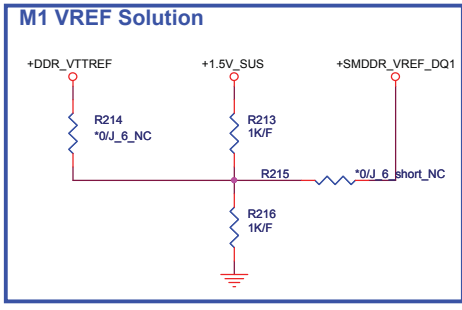 M1 VREF Solution
+DDR_VTTREF
+1.5V_SUS
+SMDDR_VREF_DQ1
R214
*0/J_6_NC
R213
1K/F
R215
*0/J_6_short_NC
R216
1K/F